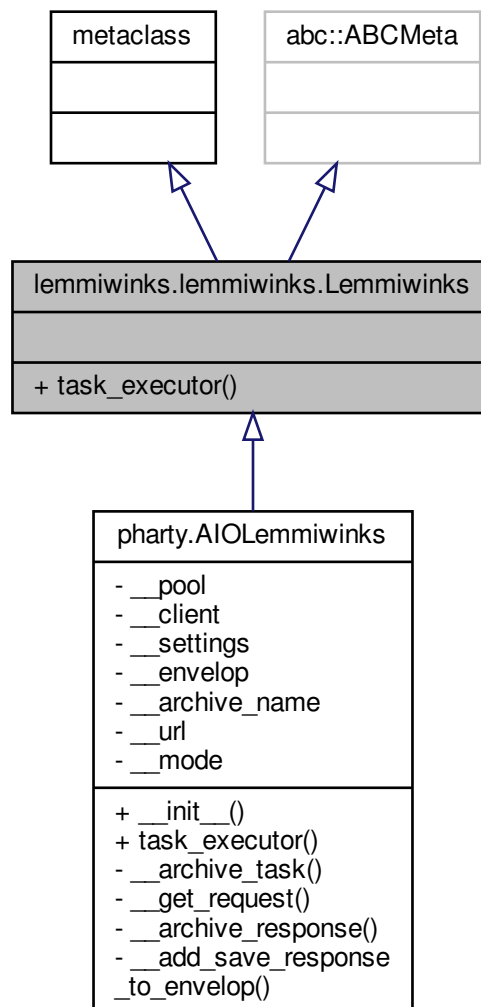 metaclass
abc::ABCMeta
lemmiwinks.lemmiwinks.Lemmiwinks
+ task_executor()
pharty.AIOLemmiwinks
- __pool
- __client
- __settings
- __envelop
- __archive_name
- __url
- __mode
+ __init__()
+ task_executor()
- __archive_task()
- __get_request()
- __archive_response()
- __add_save_response
_to_envelop()